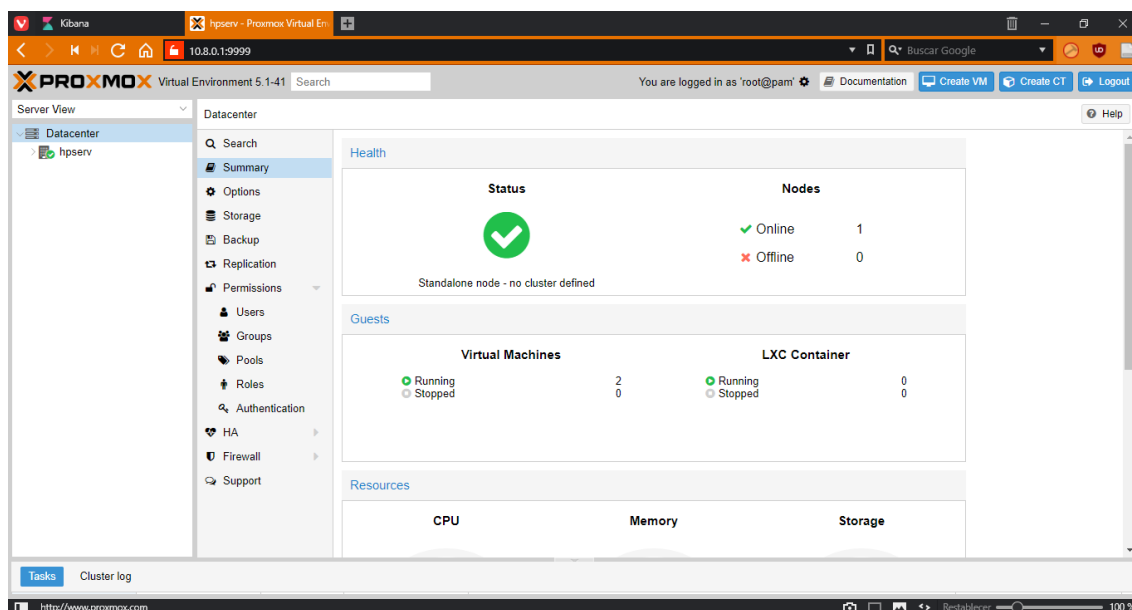 Kibana
hpserv - Proxmox Virtual Env
10.8.0.1:9999
Buscar Google
PROXMOX Virtual Environment 5.1-41 Search
You are logged in as 'root@pam' Documentation Create VM Create CT Logout
Server View
Datacenter
hpserv
Datacenter
Help
Search
Summary
Options
Storage
Backup
Replication
Permissions
Users
Groups
Pools
Roles
Authentication
HA
Firewall
Support
Health
Status
Nodes
Online 1
Offline 0
Standalone node - no cluster defined
Guests
Virtual Machines
Running 2
Stopped 0
LXC Container
Running 0
Stopped 0
Resources
CPU
Memory
Storage
Tasks
Cluster log
http://www.proxmox.com
Restablecer
100 %